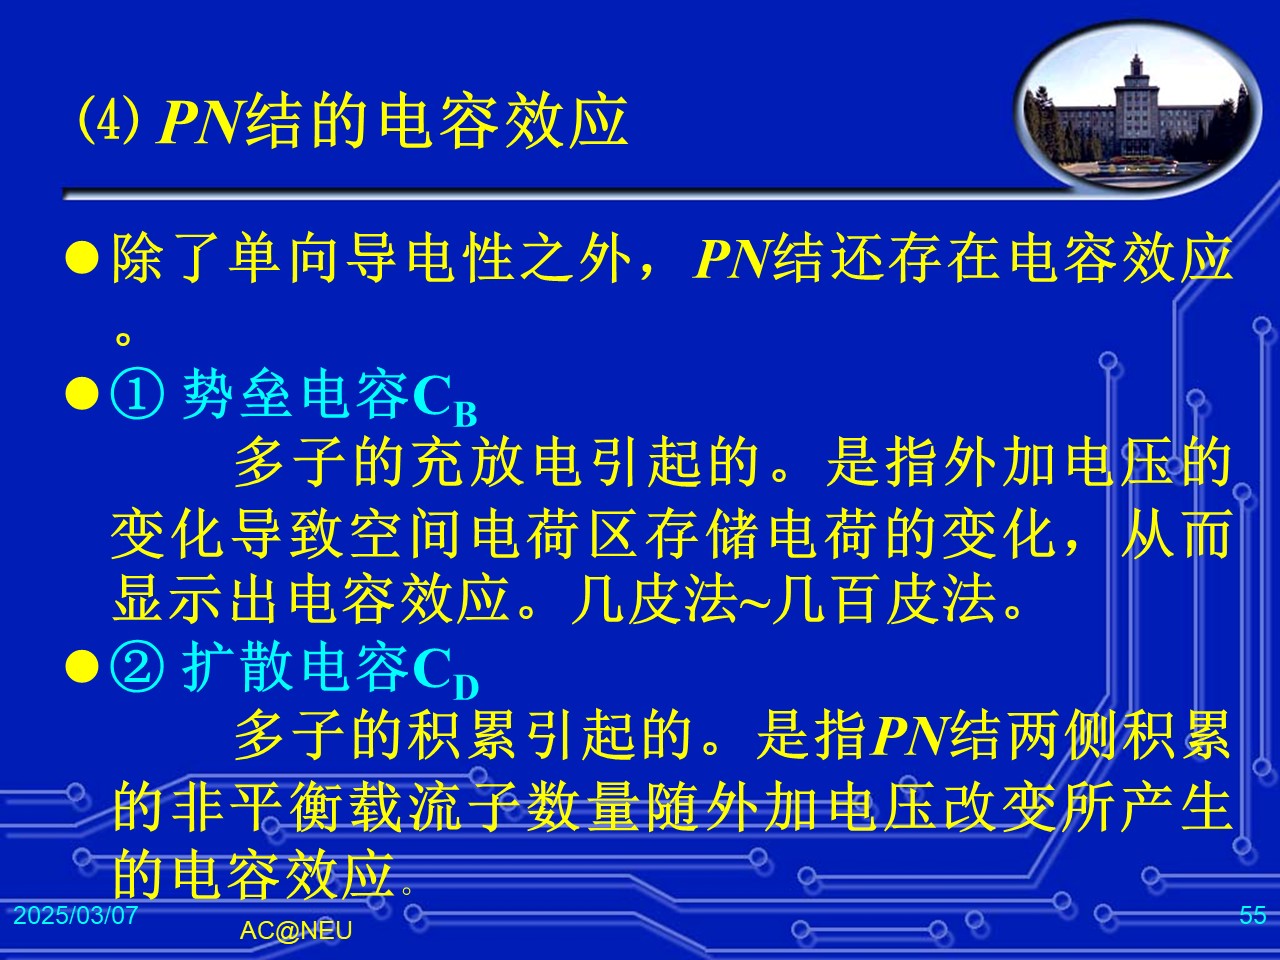 ⑷ PN结的电容效应
除了单向导电性之外，PN结还存在电容效应
。
① 势垒电容CB
多子的充放电引起的。是指外加电压的
变化导致空间电荷区存储电荷的变化，从而
显示出电容效应。几皮法~几百皮法。
② 扩散电容CD
多子的积累引起的。是指PN结两侧积累
的非平衡载流子数量随外加电压改变所产生
的电容效应。
2025/03/07
AC@NEU
55